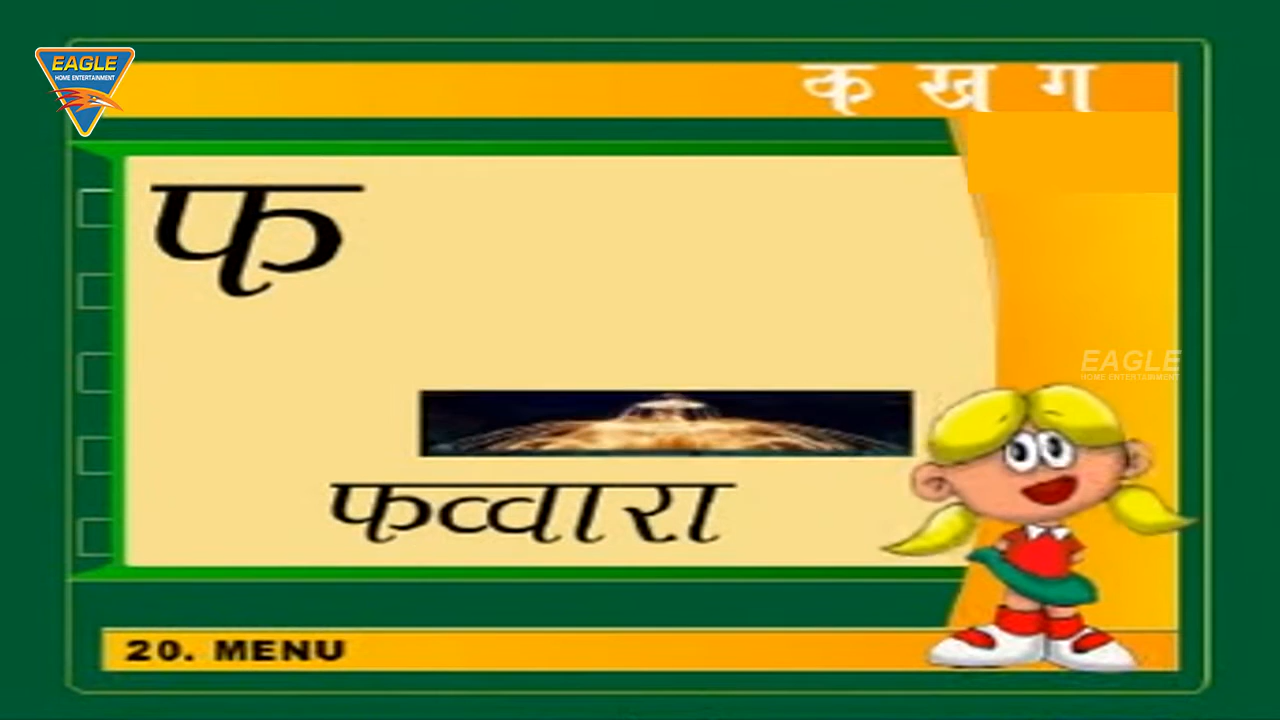 EAGLE
HOME ENTERTAINMENT
क ख ग
फ
EAGLE
HOME ENTERTAINMENT
फव्वारा
20. MENU